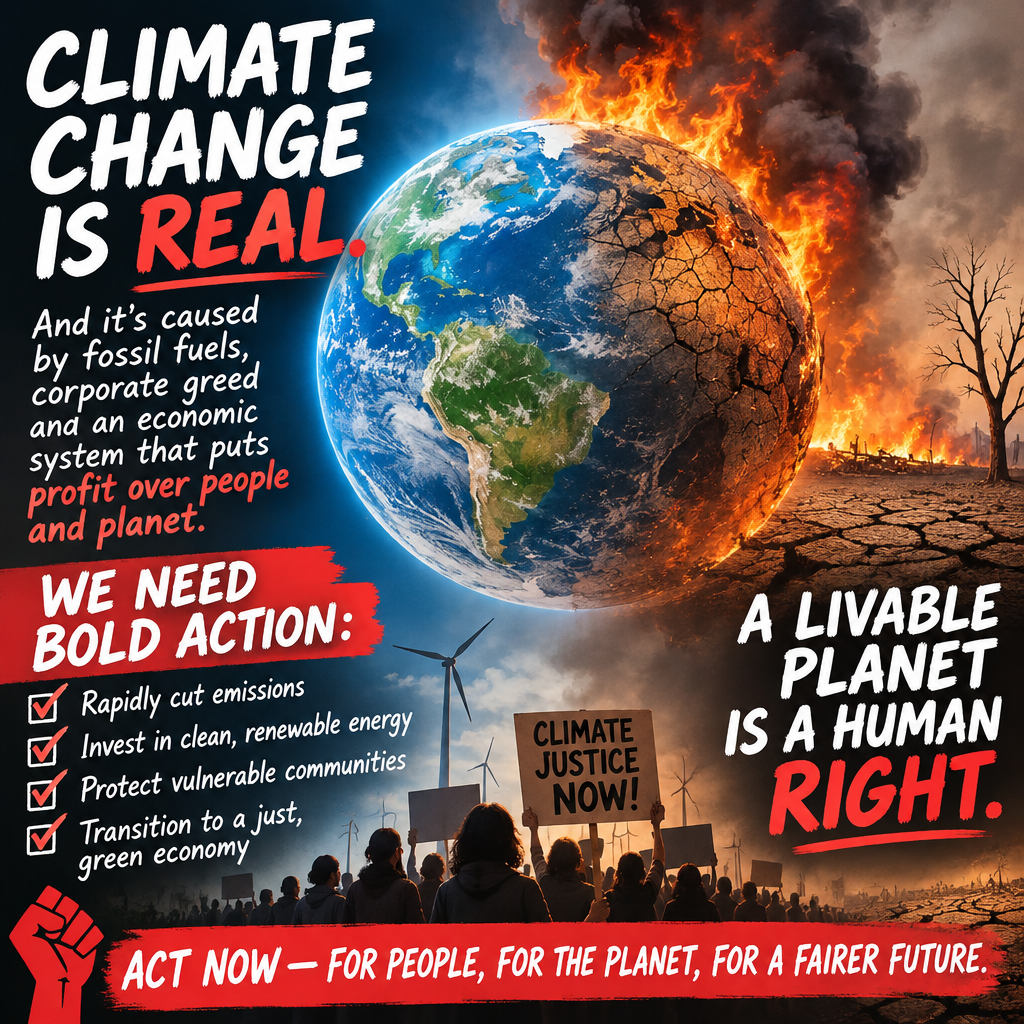 CLIMATE
CHANGE
IS REAL.
And it's caused
by fossil fuels,
corporate greed
and an economic
system that puts
profit over people
and planet.
WE NEED
BOLD ACTION:
Rapidly cut emissions
Invest in clean, renewable energy
Protect vulnerable communities
Transition to a just,
green economy
CLIMATE
JUSTICE
NOW!
A LIVABLE
PLANET
IS A HUMAN
RIGHT.
ACT NOW — FOR PEOPLE, FOR THE PLANET, FOR A FAIRER FUTURE.